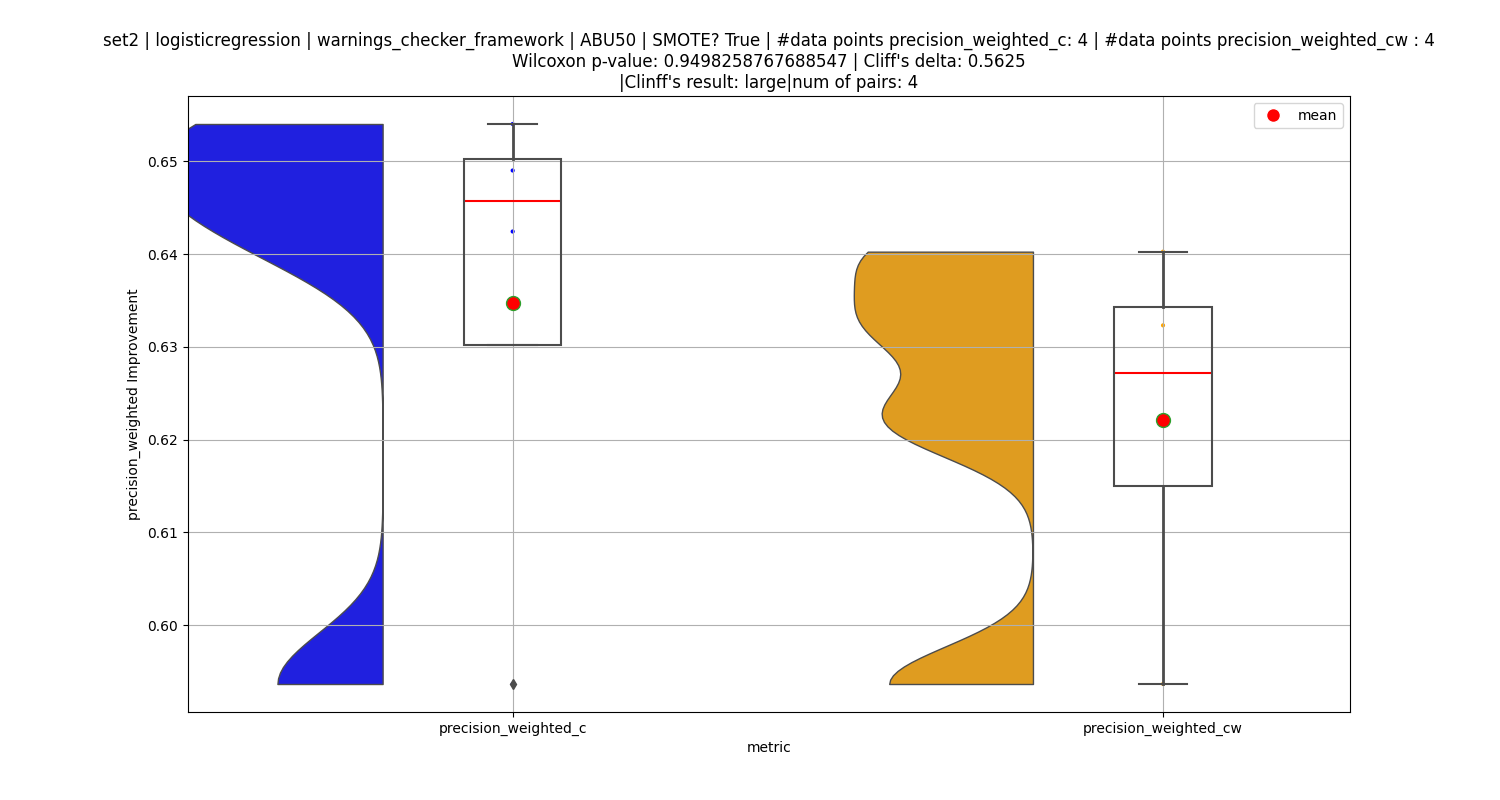 set2 | logisticregression | warnings_checker_framework | ABU50 | SMOTE? True | #data points precision_weighted_c: 4 | #data points precision_weighted_cw : 4
Wilcoxon p-value: 0.9498258767688547 | Cliff's delta: 0.5625
|Clinff's result: large|num of pairs: 4
mean
0.65
0.64
0.63
0.62
0.61
0.60
precision_weighted Improvement
precision_weighted_c
precision_weighted_cw
metric